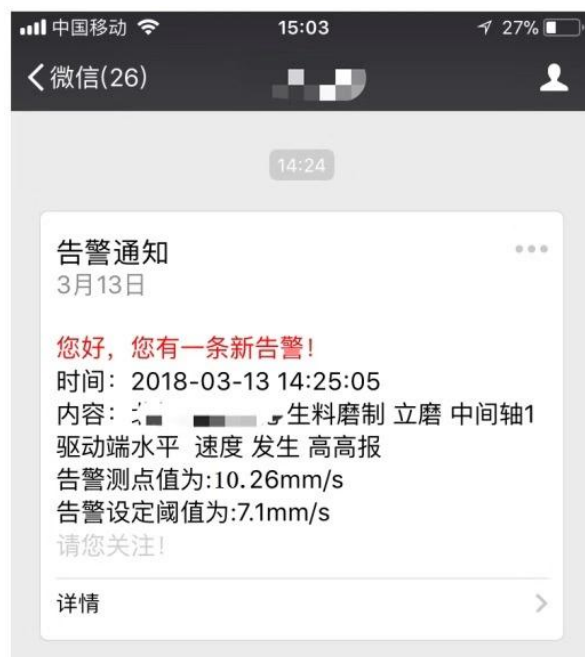 中国移动 15:03 27%
微信(26)
14:24
告警通知
3月13日
您好，您有一条新告警！
时间：2018-03-13 14:25:05
内容： 生料磨制 立磨 中间轴1
驱动端水平 速度 发生 高高报
告警测点值为:10.26mm/s
告警设定阈值为:7.1mm/s
请您关注！
详情